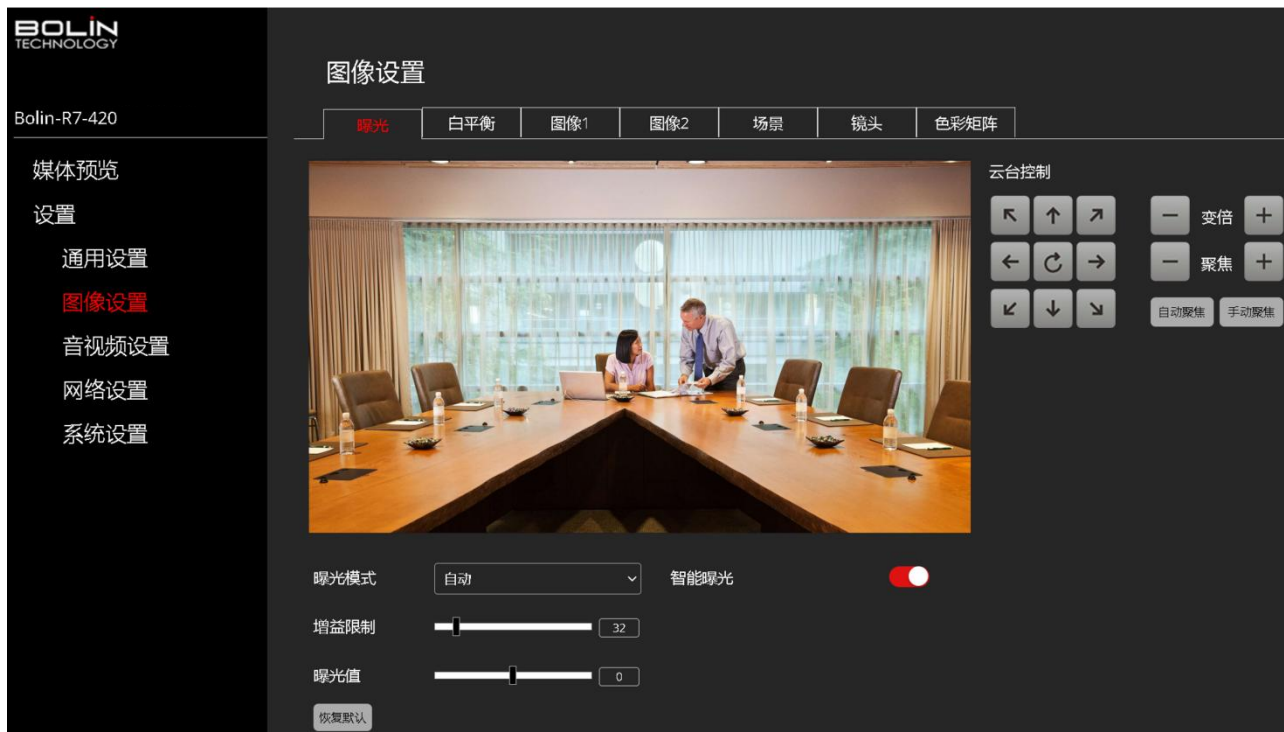 BOLIN
TECHNOLOGY
Bolin-R7-420
媒体预览
设置
通用设置
图像设置
音视频设置
网络设置
系统设置
图像设置
曝光 白平衡 图像1 图像2 场景 镜头 色彩矩阵
云台控制
变倍
聚焦
自动聚焦 手动聚焦
曝光模式 自动 智能曝光
增益限制 32
曝光值 0
恢复默认